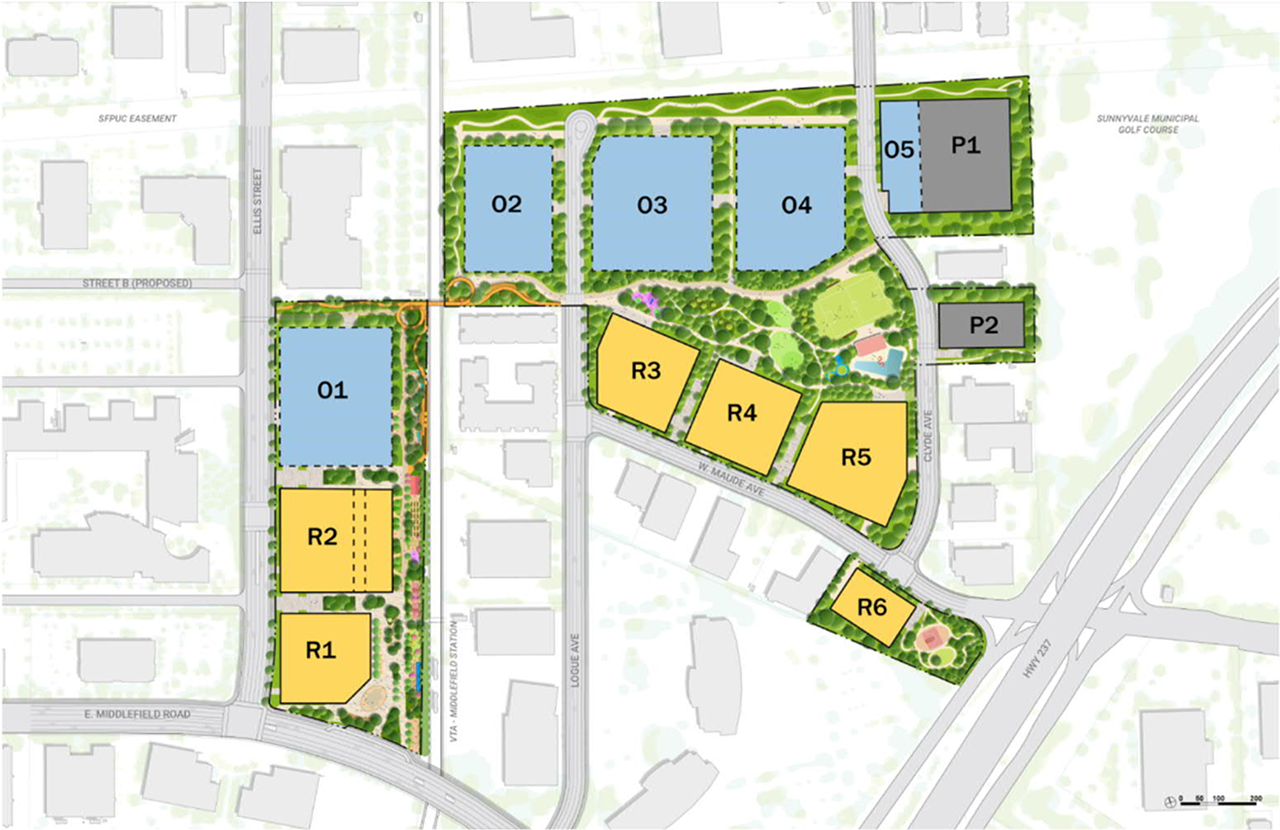 SFPUC EASEMENT
SUNNYVALE MUNICIPAL
GOLF COURSE
O5
P1
ELLIS STREET
O2
O3
O4
STREET B (PROPOSED)
P2
O1
R3
R4
R5
CLYDE AVE
W. MAUDE AVE
R2
R6
R1
LOGUE AVE
VTA - MIDDLEFIELD STATION
HWY 237
E. MIDDLEFIELD ROAD
0 50 100 200